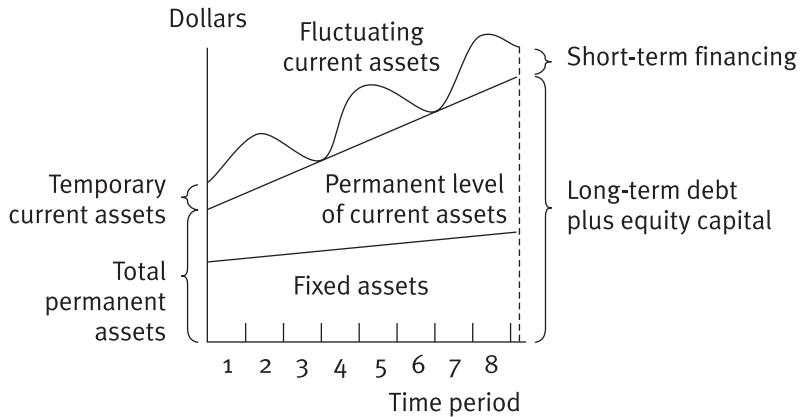 Dollars
Fluctuating
current assets
Short-term financing
Temporary
current assets
Permanent level
of current assets
Long-term debt
plus equity capital
Total
permanent
assets
Fixed assets
1 2 3 4 5 6 7 8
Time period